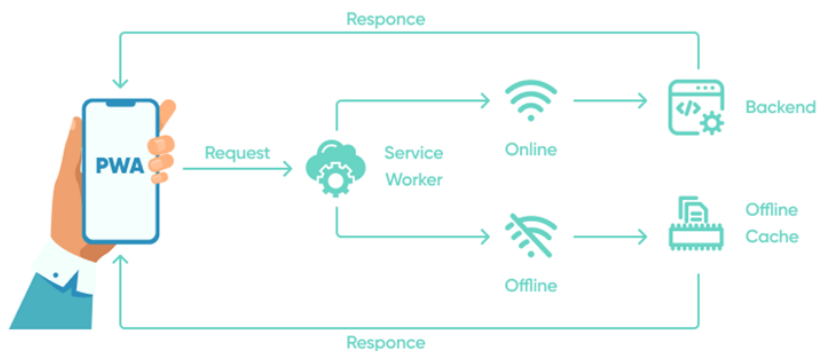 Responce
PWA
Request
Service
Worker
Online
Backend
Offline
Offline
Cache
Responce